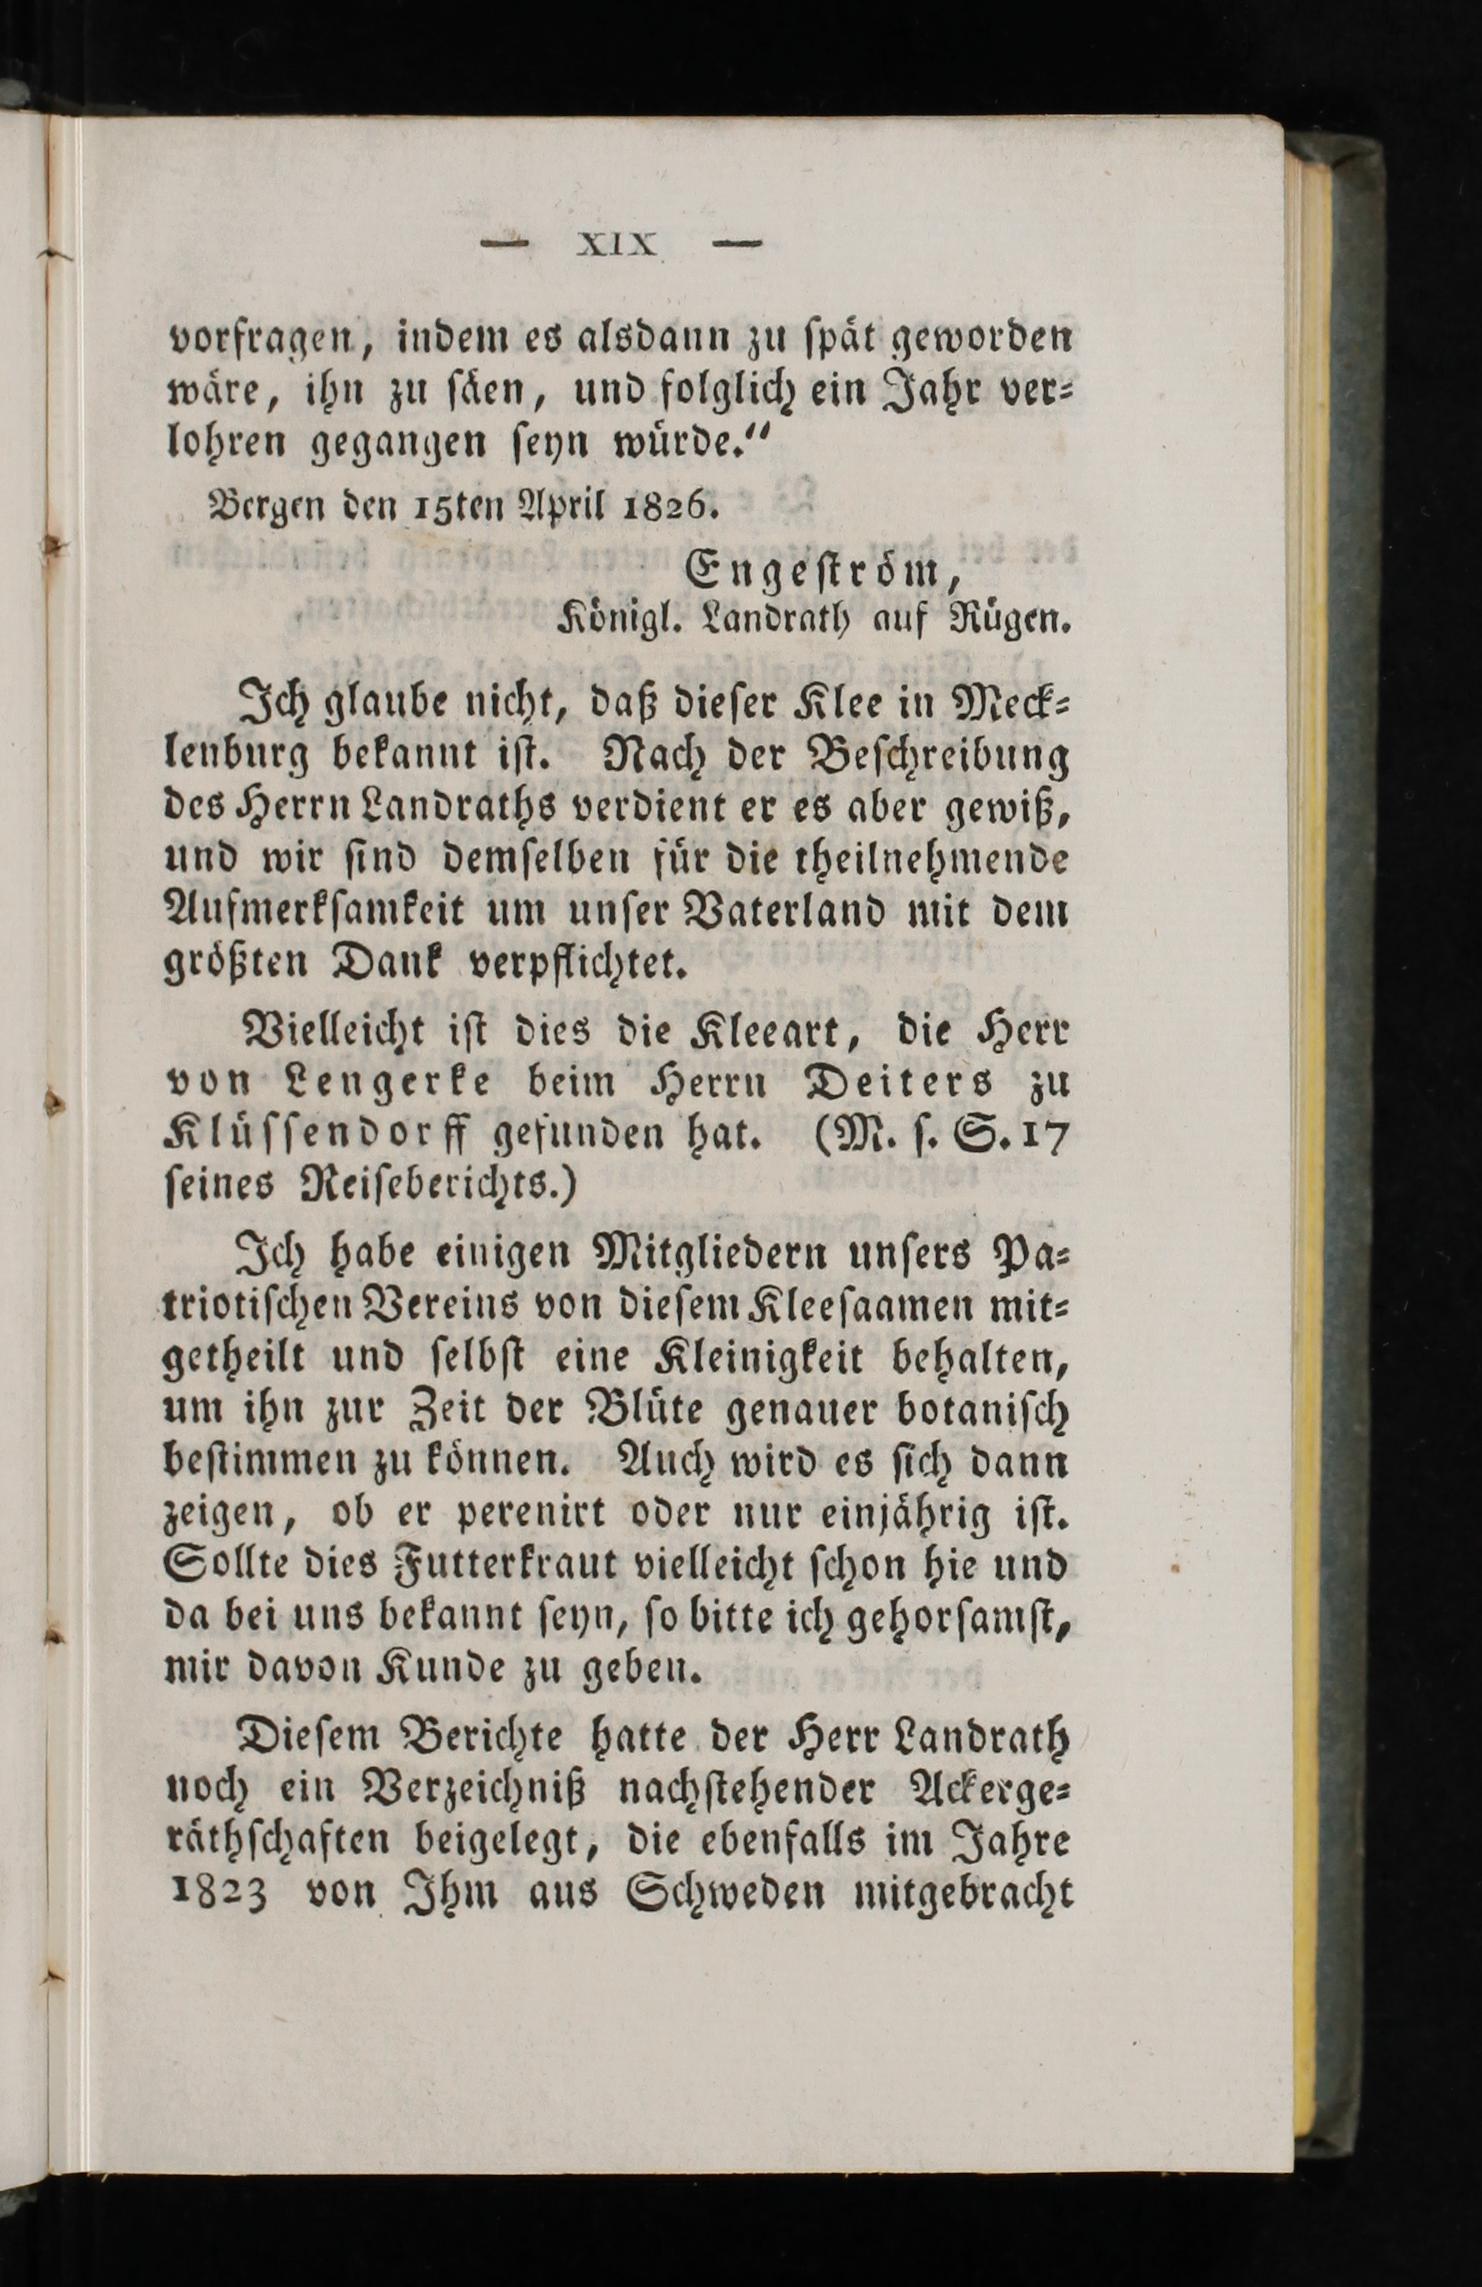 — XIX —
vorfragen, indem es alsdann zu spät geworden
wäre, ihn zu säen, und folglich ein Jahr ver=
lohren gegangen seyn würde.“
Bergen den 15ten April 1826.
Engeström,
Königl. Landrath auf Rügen.
Ich glaube nicht, daß dieser Klee in Meck=
lenburg bekannt ist. Nach der Beschreibung
des Herrn Landraths verdient er es aber gewiß,
und wir sind demselben für die theilnehmende
Aufmerksamkeit um unser Vaterland mit dem
größten Dank verpflichtet.
Vielleicht ist dies die Kleeart, die Herr
von Lengerke beim Herrn Deiters zu
Klüssendorff gefunden hat. (M. s. S. 17
seines Reiseberichts.)
Ich habe einigen Mitgliedern unsers Pa=
triotischen Vereins von diesem Kleesaamen mit=
getheilt und selbst eine Kleinigkeit behalten,
um ihn zur Zeit der Blüte genauer botanisch
bestimmen zu können. Auch wird es sich dann
zeigen, ob er perenirt oder nur einjährig ist.
Sollte dies Futterkraut vielleicht schon hie und
da bei uns bekannt seyn, so bitte ich gehorsamst,
mir davon Kunde zu geben.
Diesem Berichte hatte der Herr Landrath
noch ein Verzeichniß nachstehender Ackerge=
räthschaften beigelegt, die ebenfalls im Jahre
1823 von Ihm aus Schweden mitgebracht